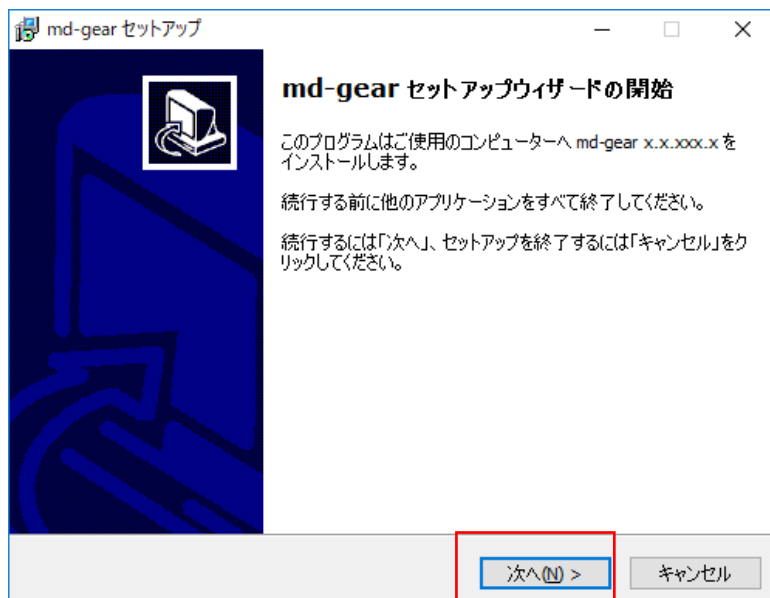 md-gear セットアップ
md-gear セットアップウィザードの開始
このプログラムはご使用のコンピューターへ md-gear x.x.xxx.x を
インストールします。
続行する前に他のアプリケーションをすべて終了してください。
続行するには「次へ」、セットアップを終了するには「キャンセル」をク
リックしてください。
次へ(N) >
キャンセル